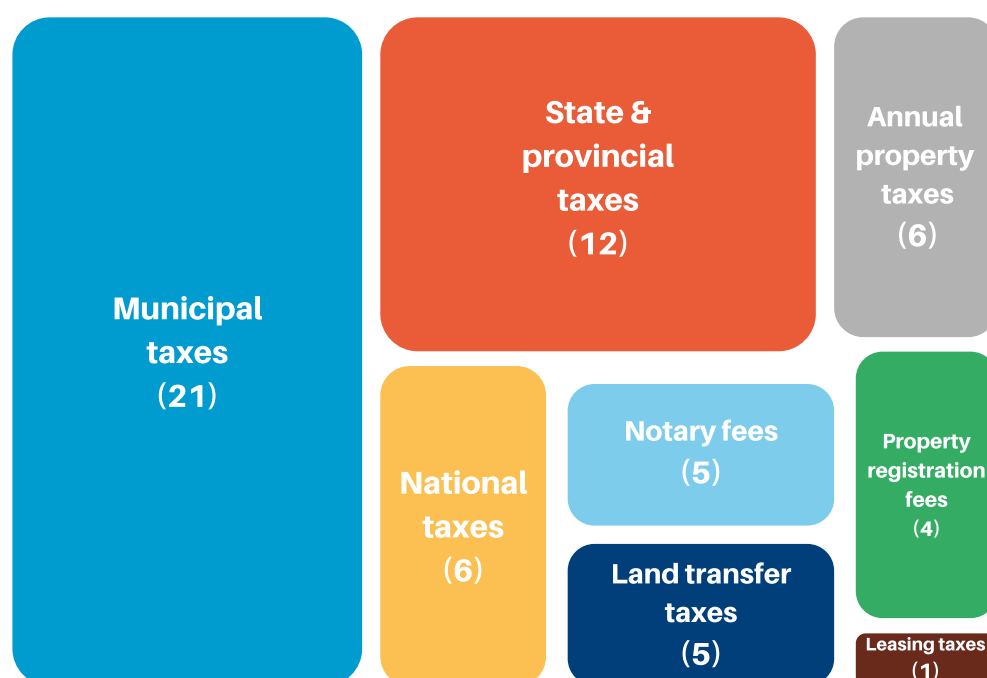 Municipal
taxes
(21)
State &
provincial
taxes
(12)
Annual
property
taxes
(6)
National
taxes
(6)
Notary fees
(5)
Land transfer
taxes
(5)
Property
registration
fees
(4)
Leasing taxes
(1)